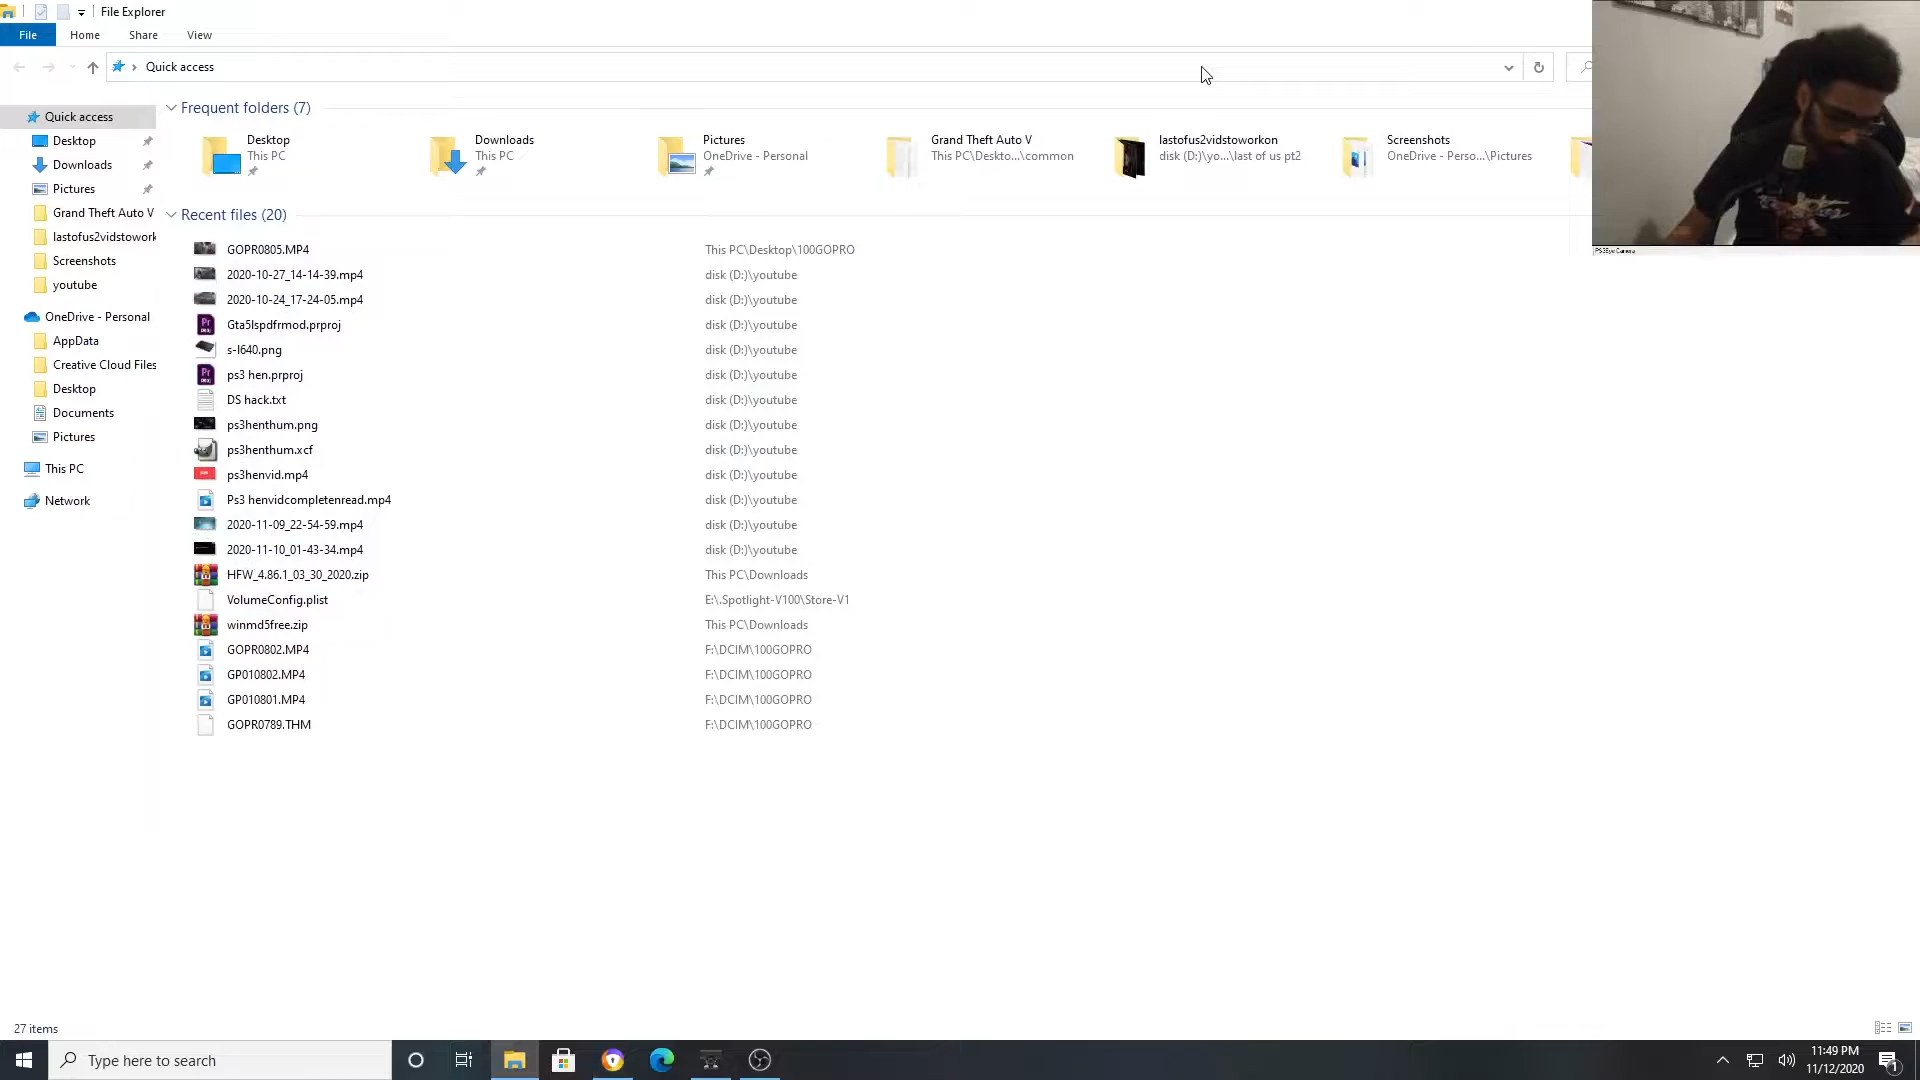 File Explorer
File Home Share View
Quick access
Quick access
Desktop
Downloads
Pictures
Grand Theft Auto V
lastofus2vidstowork
Screenshots
youtube
OneDrive - Personal
AppData
Creative Cloud Files
Desktop
Documents
Pictures
This PC
Network
Frequent folders (7)
Desktop
This PC
Downloads
This PC
Pictures
OneDrive - Personal
Grand Theft Auto V
This PC\Deskto...\common
lastofus2vidstoworkon
disk (D:)\yo...\last of us pt2
Screenshots
OneDrive - Perso...\Pictures
Recent files (20)
GOPR0805.MP4 This PC\Desktop\100GOPRO
2020-10-27_14-14-39.mp4 disk (D:)\youtube
2020-10-24_17-24-05.mp4 disk (D:)\youtube
Gta5lspdfrmod.prproj disk (D:)\youtube
s-l640.png disk (D:)\youtube
ps3 hen.prproj disk (D:)\youtube
DS hack.txt disk (D:)\youtube
ps3henthum.png disk (D:)\youtube
ps3henthum.xcf disk (D:)\youtube
ps3henvid.mp4 disk (D:)\youtube
Ps3 henvidcompletenread.mp4 disk (D:)\youtube
2020-11-09_22-54-59.mp4 disk (D:)\youtube
2020-11-10_01-43-34.mp4 disk (D:)\youtube
HFW_4.86.1_03_30_2020.zip This PC\Downloads
VolumeConfig.plist E:\.Spotlight-V100\Store-V1
winmd5free.zip This PC\Downloads
GOPR0802.MP4 F:\DCIM\100GOPRO
GP010802.MP4 F:\DCIM\100GOPRO
GP010801.MP4 F:\DCIM\100GOPRO
GOPR0789.THM F:\DCIM\100GOPRO
PS3Eye Camera
27 items
Type here to search
11:49 PM
11/12/2020
1